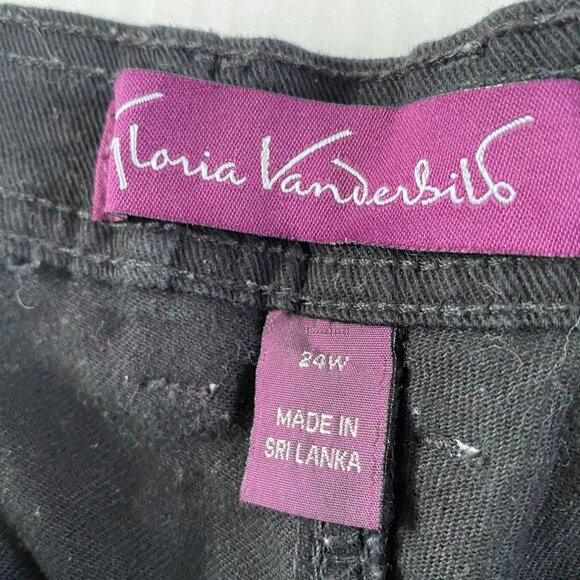 Gloria Vanderbilt
24W
MADE IN
SRI LANKA